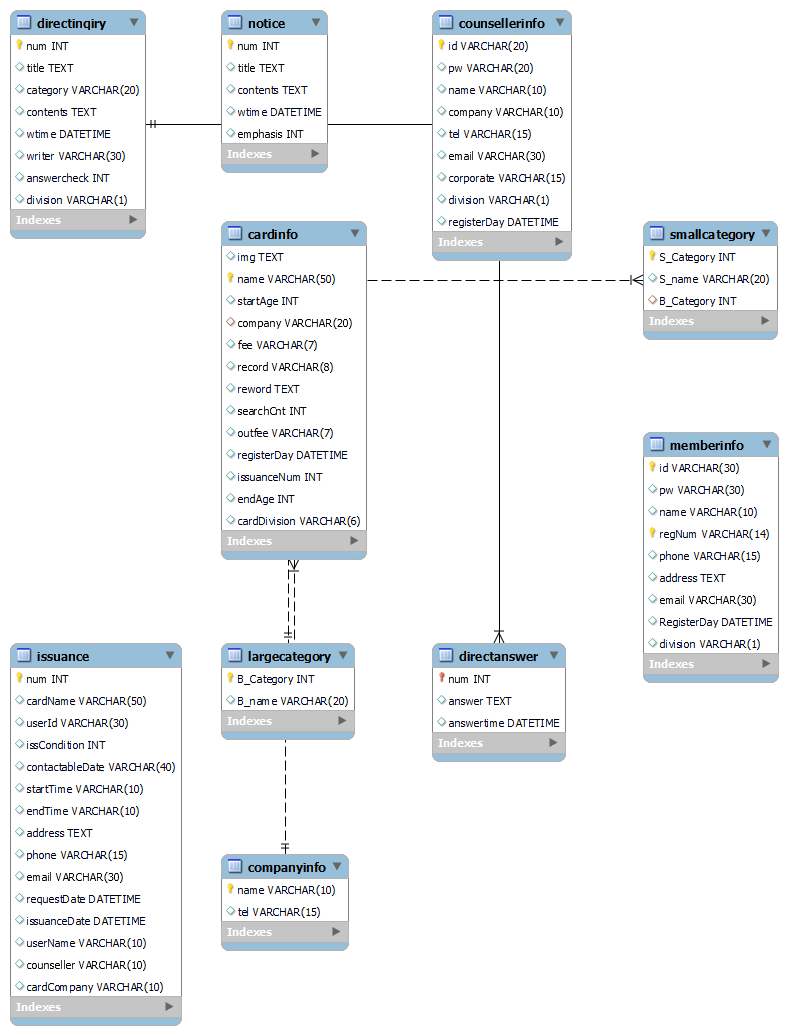 directinqiry
num INT
title TEXT
category VARCHAR(20)
contents TEXT
wtime DATETIME
writer VARCHAR(30)
answercheck INT
division VARCHAR(1)
Indexes
notice
num INT
title TEXT
contents TEXT
wtime DATETIME
emphasis INT
Indexes
counsellerinfo
id VARCHAR(20)
pw VARCHAR(20)
name VARCHAR(10)
company VARCHAR(10)
tel VARCHAR(15)
email VARCHAR(30)
corporate VARCHAR(15)
division VARCHAR(1)
registerDay DATETIME
Indexes
cardinfo
img TEXT
name VARCHAR(50)
startAge INT
company VARCHAR(20)
fee VARCHAR(7)
record VARCHAR(8)
reword TEXT
searchCnt INT
outfee VARCHAR(7)
registerDay DATETIME
issuanceNum INT
endAge INT
cardDivision VARCHAR(6)
Indexes
smallcategory
S_Category INT
S_name VARCHAR(20)
B_Category INT
Indexes
memberinfo
id VARCHAR(30)
pw VARCHAR(30)
name VARCHAR(10)
regNum VARCHAR(14)
phone VARCHAR(15)
address TEXT
email VARCHAR(30)
RegisterDay DATETIME
division VARCHAR(1)
Indexes
issuance
num INT
cardName VARCHAR(50)
userId VARCHAR(30)
issCondition INT
contactableDate VARCHAR(40)
startTime VARCHAR(10)
endTime VARCHAR(10)
address TEXT
phone VARCHAR(15)
email VARCHAR(30)
requestDate DATETIME
issuanceDate DATETIME
userName VARCHAR(10)
counseller VARCHAR(10)
cardCompany VARCHAR(10)
Indexes
largecategory
B_Category INT
B_name VARCHAR(20)
Indexes
directanswer
num INT
answer TEXT
answertime DATETIME
Indexes
companyinfo
name VARCHAR(10)
tel VARCHAR(15)
Indexes